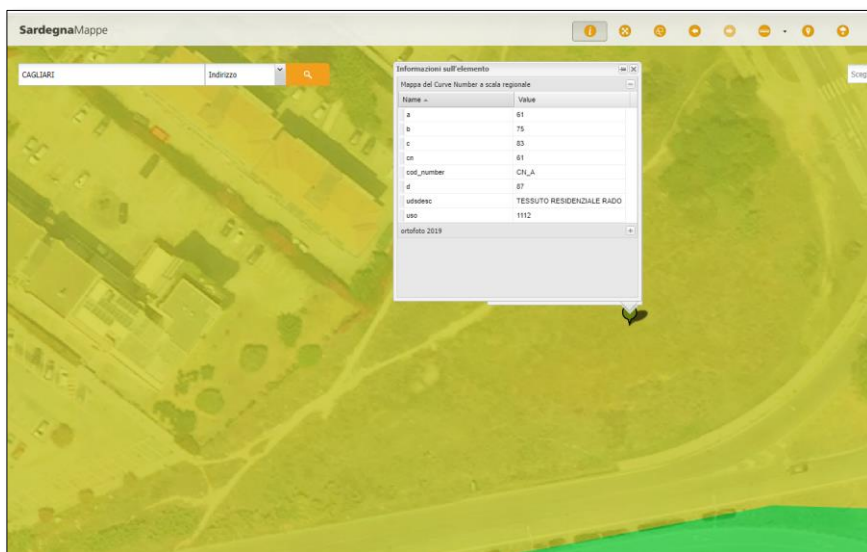 SardegnaMappe
CAGLIARI
Indirizzo
Sceg
Informazioni sull'elemento
Mappa del Curve Number a scala regionale
Name Value
a 61
b 75
c 83
cn 61
cod_number CN_A
d 87
udsdesc TESSUTO RESIDENZIALE RADO
uso 1112
ortofoto 2019